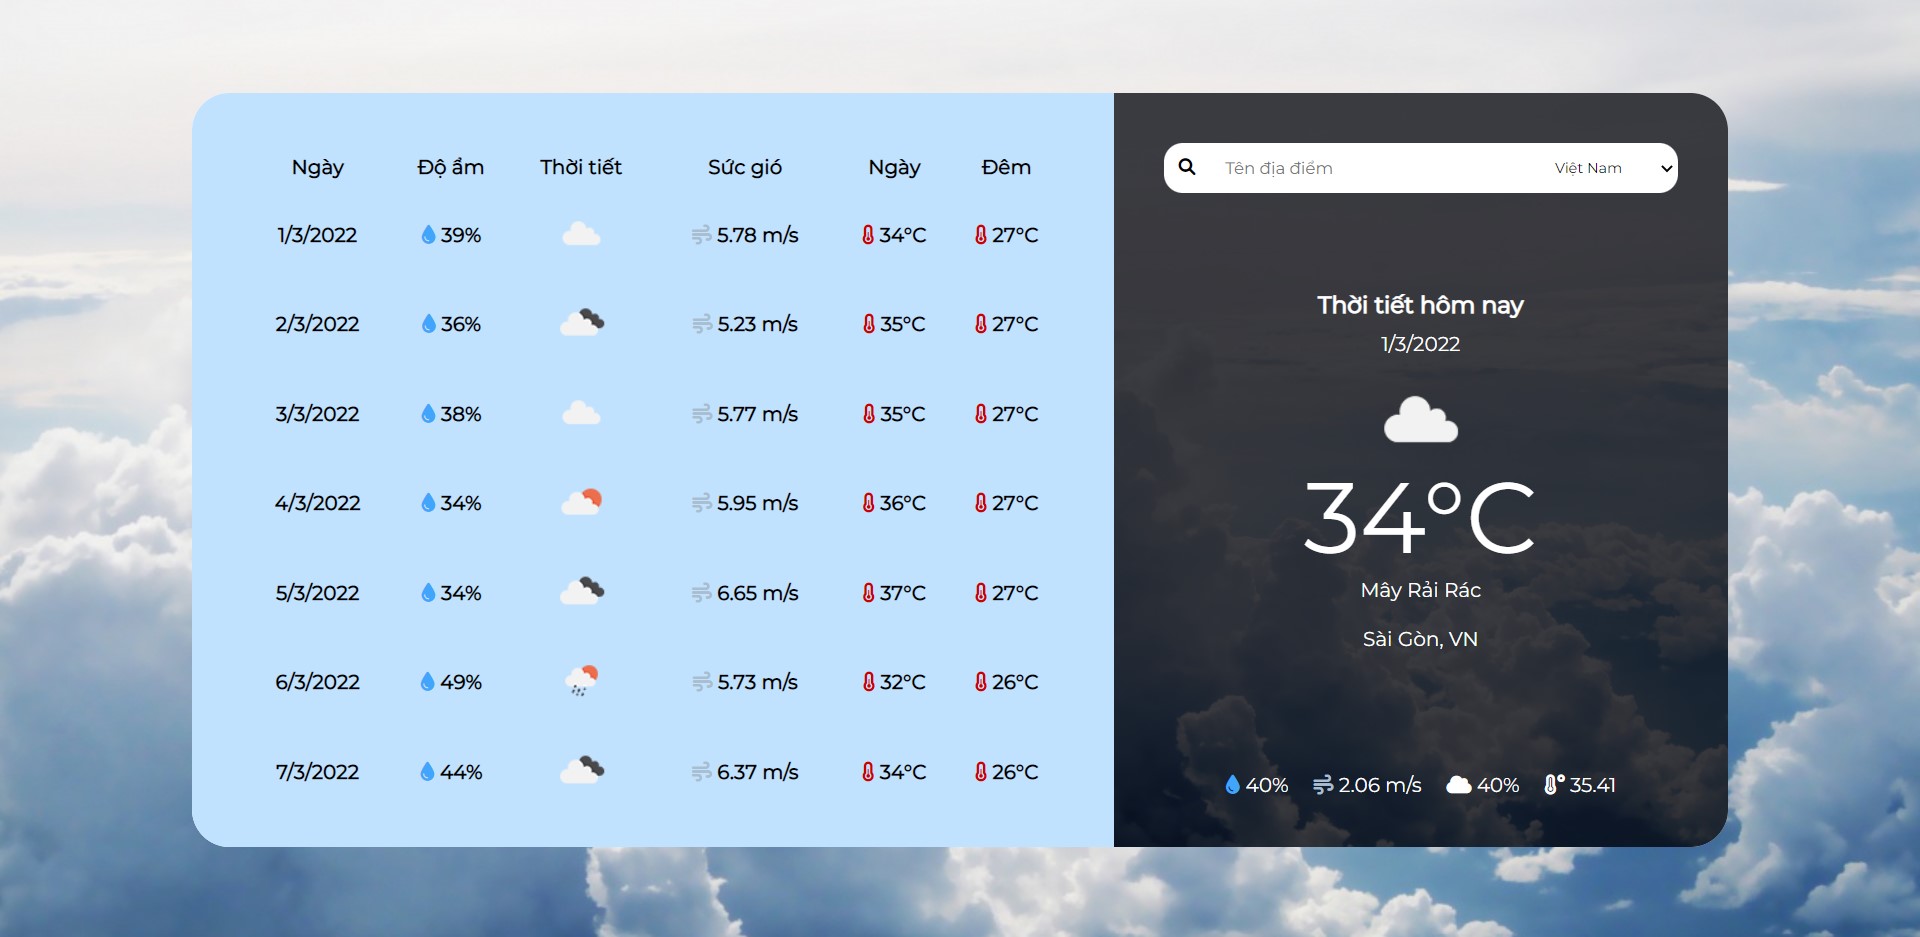 Ngày Độ ẩm Thời tiết Sức gió Ngày Đêm
1/3/2022 39% 5.78 m/s 34°C 27°C
2/3/2022 36% 5.23 m/s 35°C 27°C
3/3/2022 38% 5.77 m/s 35°C 27°C
4/3/2022 34% 5.95 m/s 36°C 27°C
5/3/2022 34% 6.65 m/s 37°C 27°C
6/3/2022 49% 5.73 m/s 32°C 26°C
7/3/2022 44% 6.37 m/s 34°C 26°C
Tên địa điểm Việt Nam
Thời tiết hôm nay
1/3/2022
34°C
Mây Rải Rác
Sài Gòn, VN
40% 2.06 m/s 40% 35.41